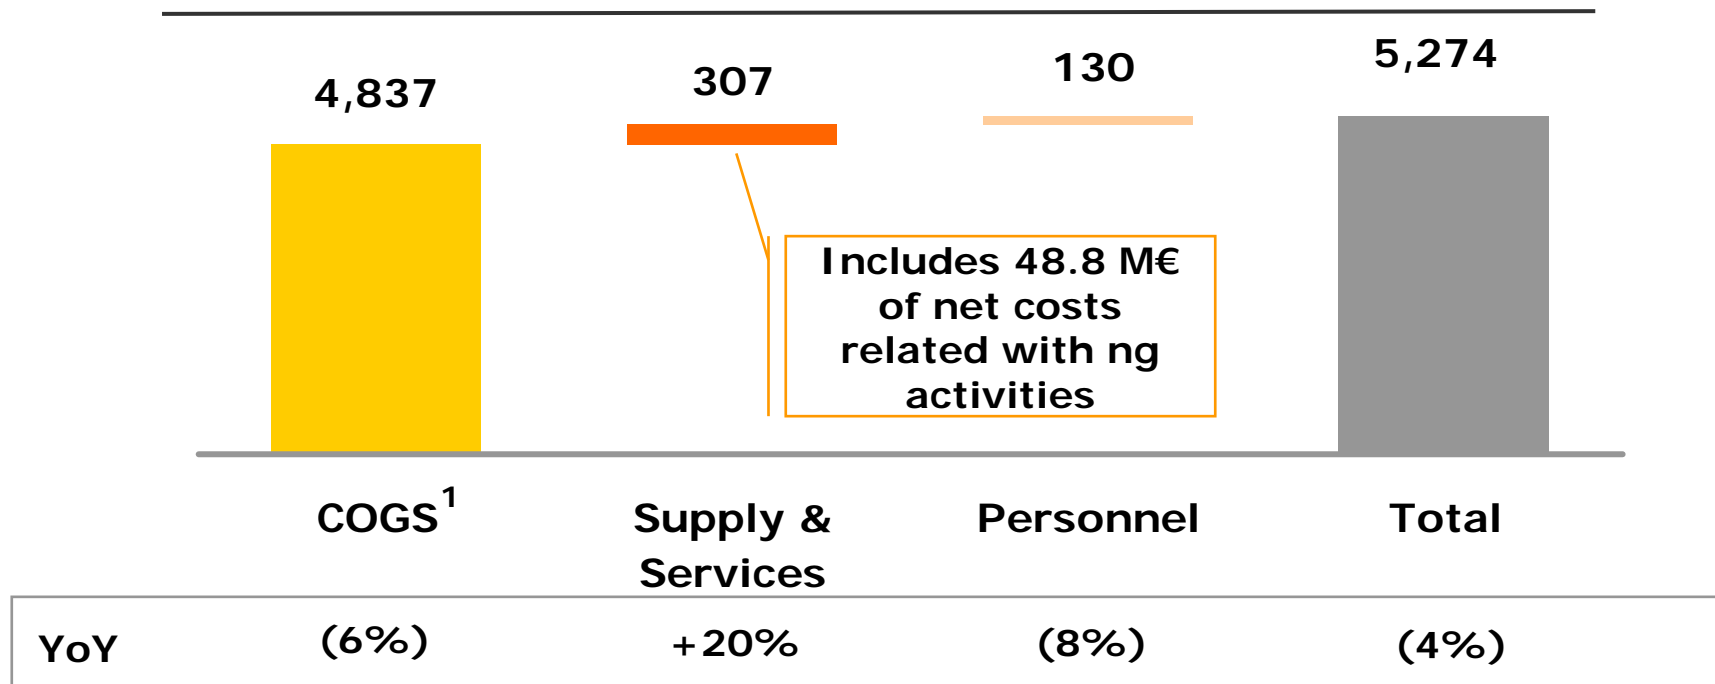 4,837
307
130
5,274
Includes 48.8 M€
of net costs
related with ng
activities
COGS¹
Supply &
Services
Personnel
Total
YoY
(6%)
+20%
(8%)
(4%)